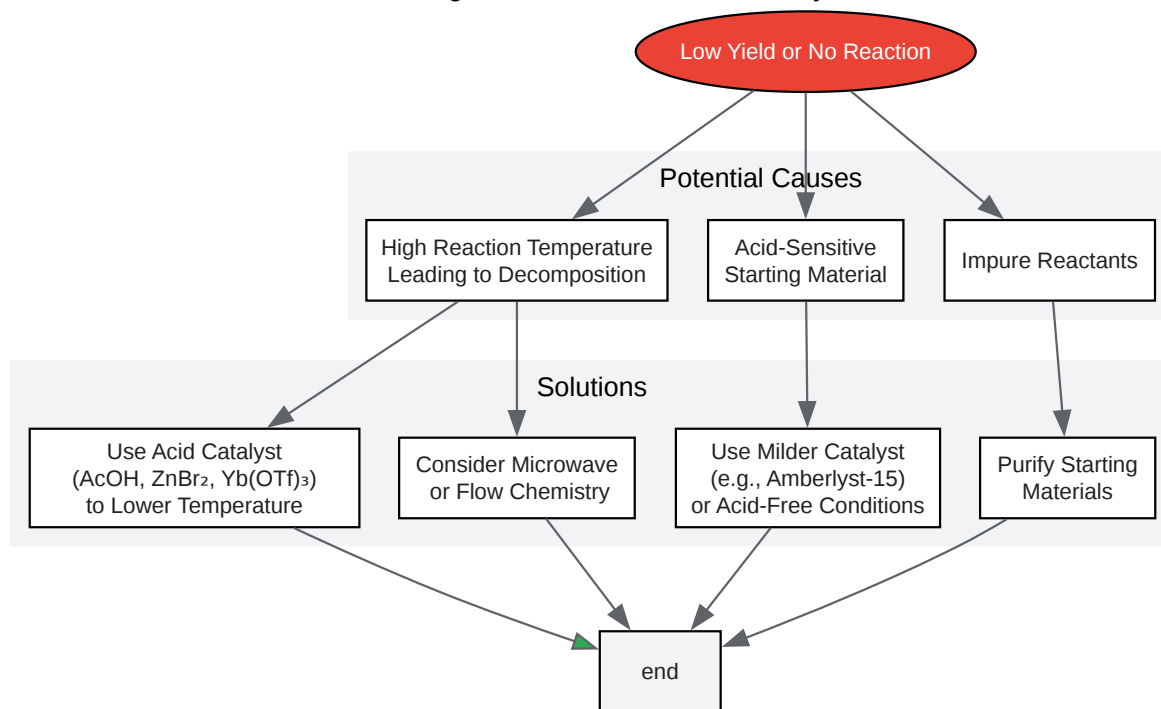 Low Yield or No Reaction
Potential Causes
High Reaction Temperature
Leading to Decomposition
Acid-Sensitive
Starting Material
Impure Reactants
Solutions
Use Acid Catalyst
(AcOH, ZnBr₂, Yb(OTf)₃)
to Lower Temperature
Consider Microwave
or Flow Chemistry
Use Milder Catalyst
(e.g., Amberlyst-15)
or Acid-Free Conditions
Purify Starting
Materials
end